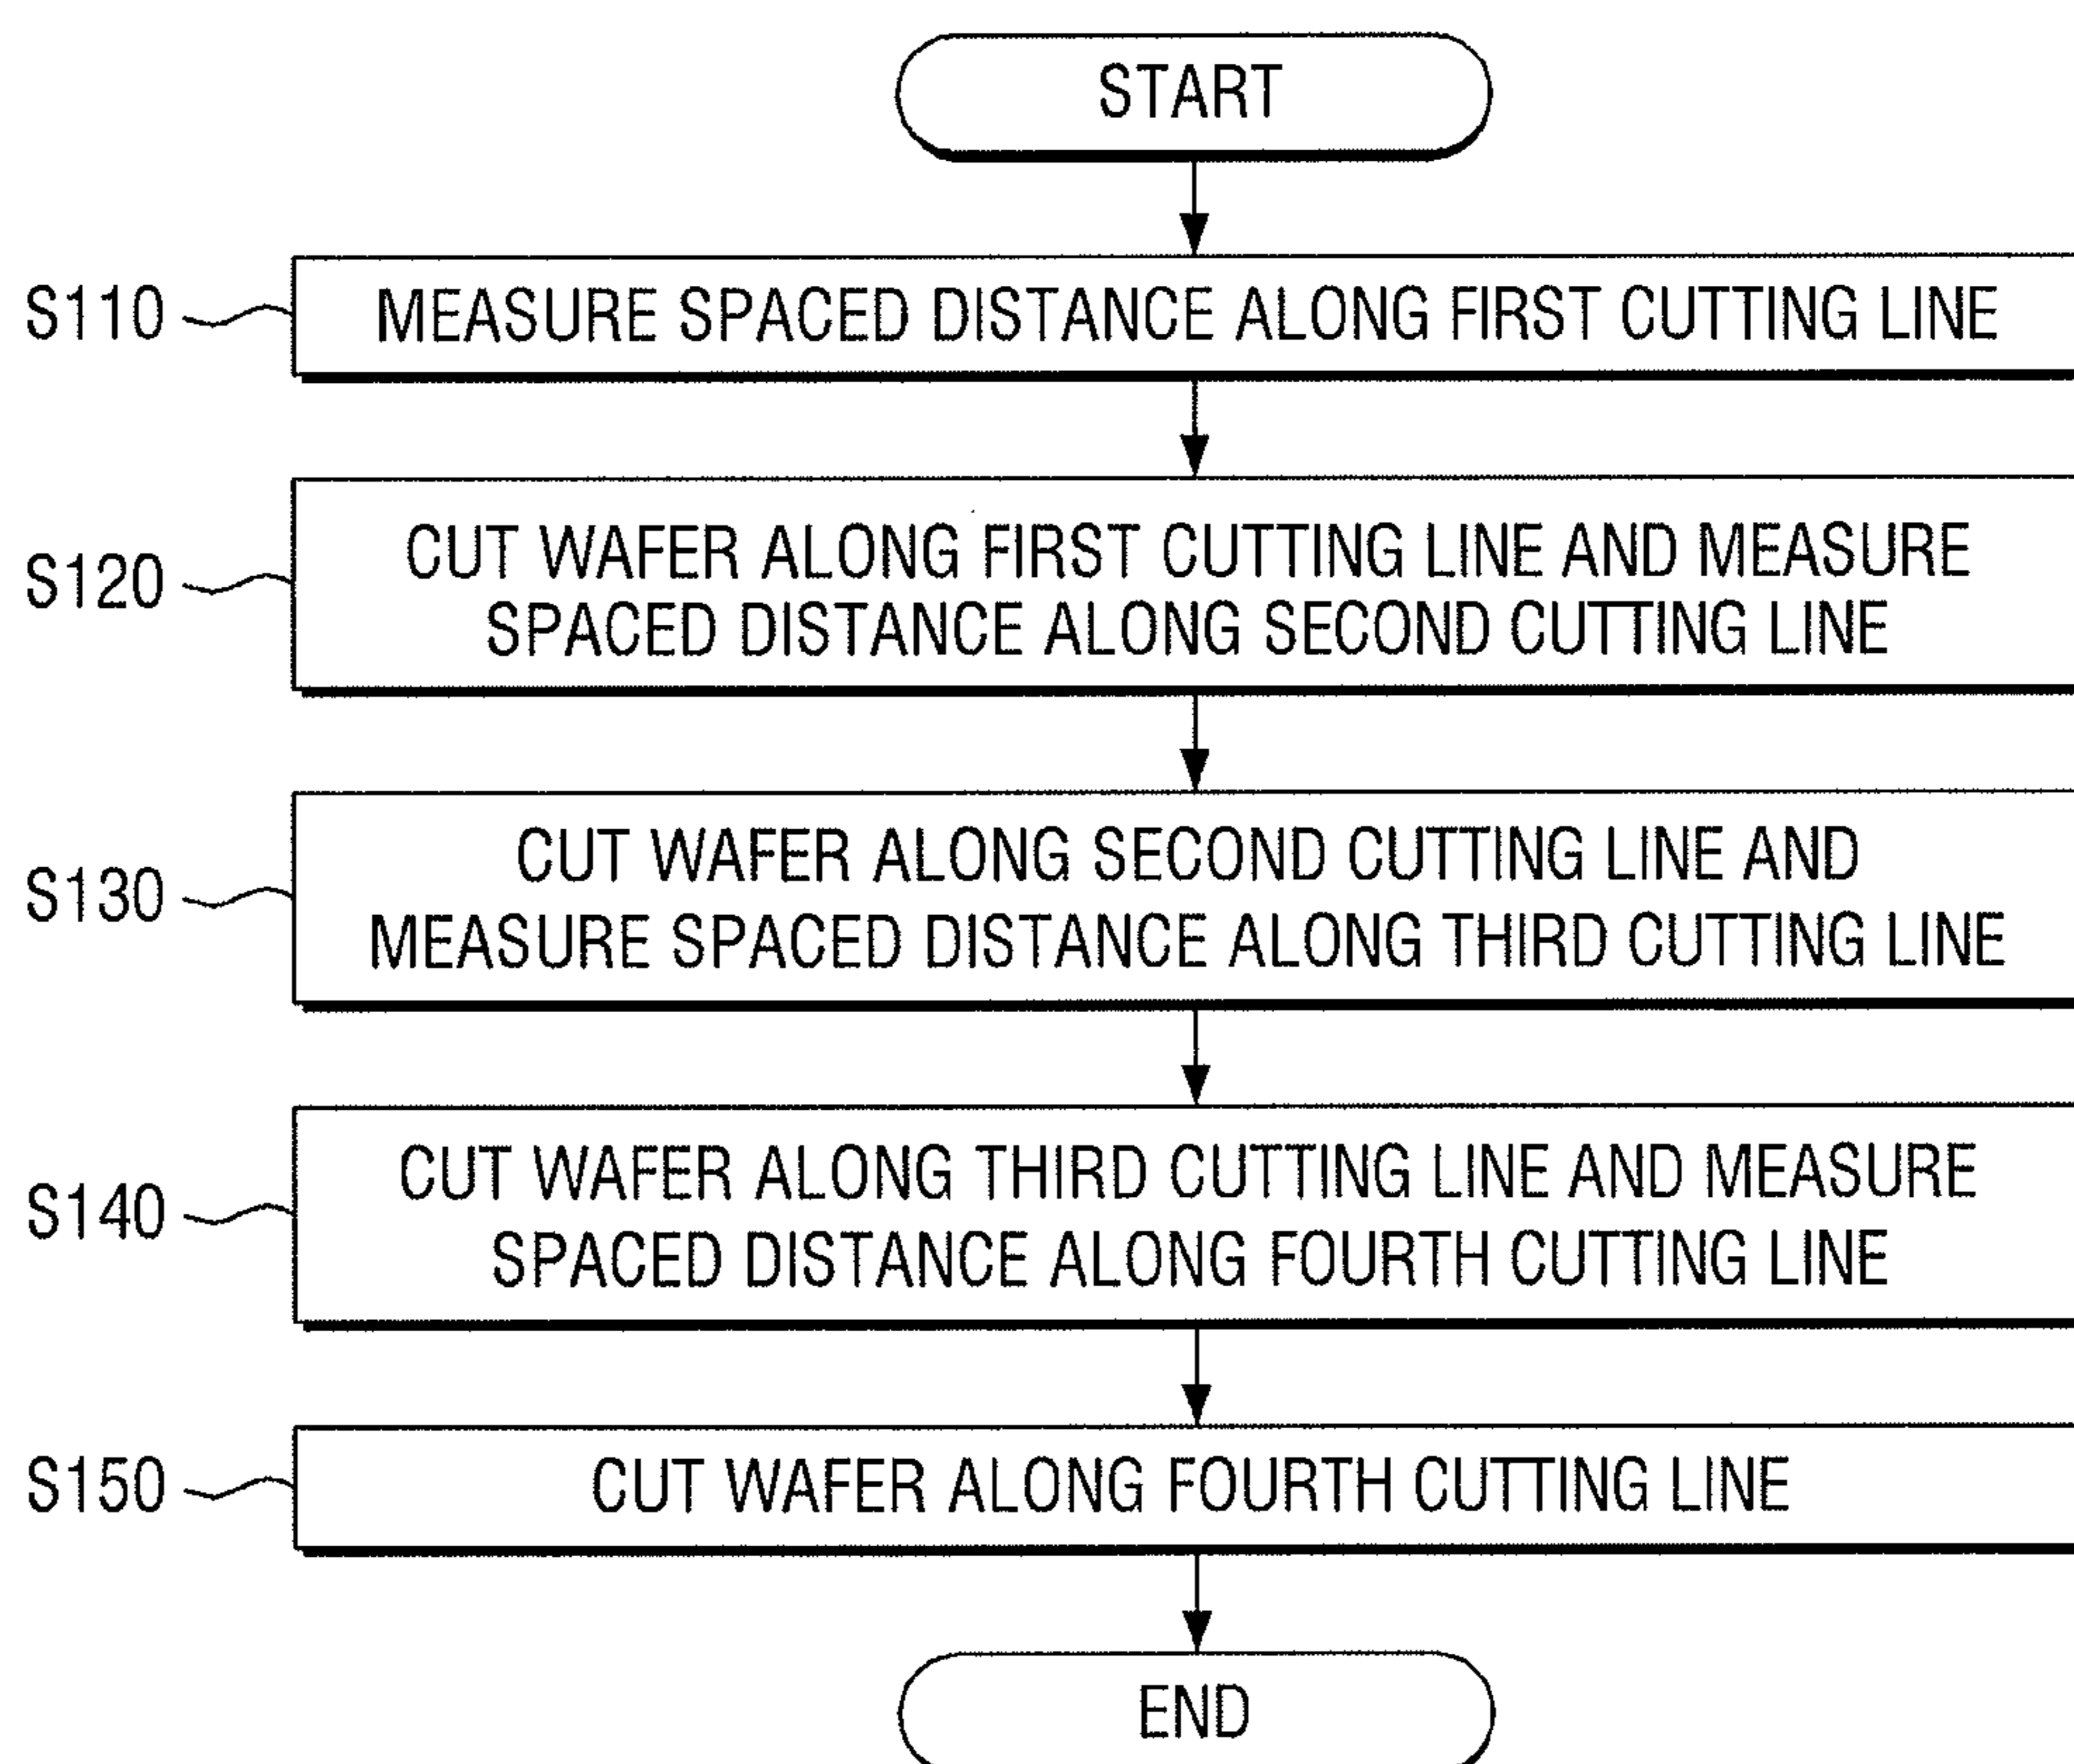 START
S110
MEASURE SPACED DISTANCE ALONG FIRST CUTTING LINE
S120
CUT WAFER ALONG FIRST CUTTING LINE AND MEASURE
SPACED DISTANCE ALONG SECOND CUTTING LINE
S130
CUT WAFER ALONG SECOND CUTTING LINE AND
MEASURE SPACED DISTANCE ALONG THIRD CUTTING LINE
S140
CUT WAFER ALONG THIRD CUTTING LINE AND MEASURE
SPACED DISTANCE ALONG FOURTH CUTTING LINE
S150
CUT WAFER ALONG FOURTH CUTTING LINE
END